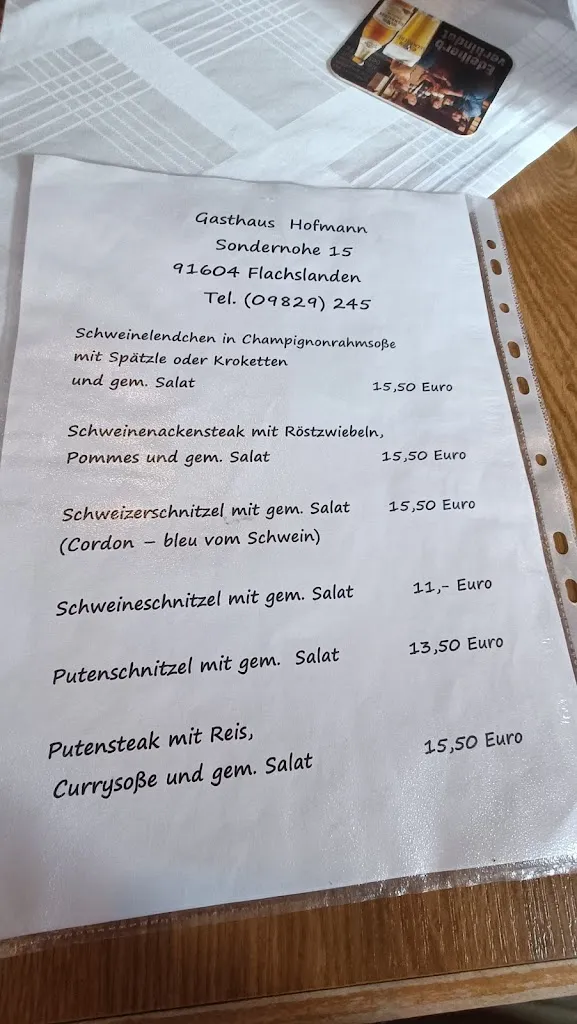 Edelherb
verbindet
Gasthaus Hofmann
Sondernohe 15
91604 Flachslanden
Tel. (09829) 245
Schweinelendchen in Champignonrahmsoße
mit Spätzle oder Kroketten
und gem. Salat 15,50 Euro
Schweinenackensteak mit Röstzwiebeln,
Pommes und gem. Salat 15,50 Euro
Schweizerschnitzel mit gem. Salat 15,50 Euro
(Cordon – bleu vom Schwein)
Schweineschnitzel mit gem. Salat 11,- Euro
Putenschnitzel mit gem. Salat 13,50 Euro
Putensteak mit Reis,
Currysoße und gem. Salat 15,50 Euro